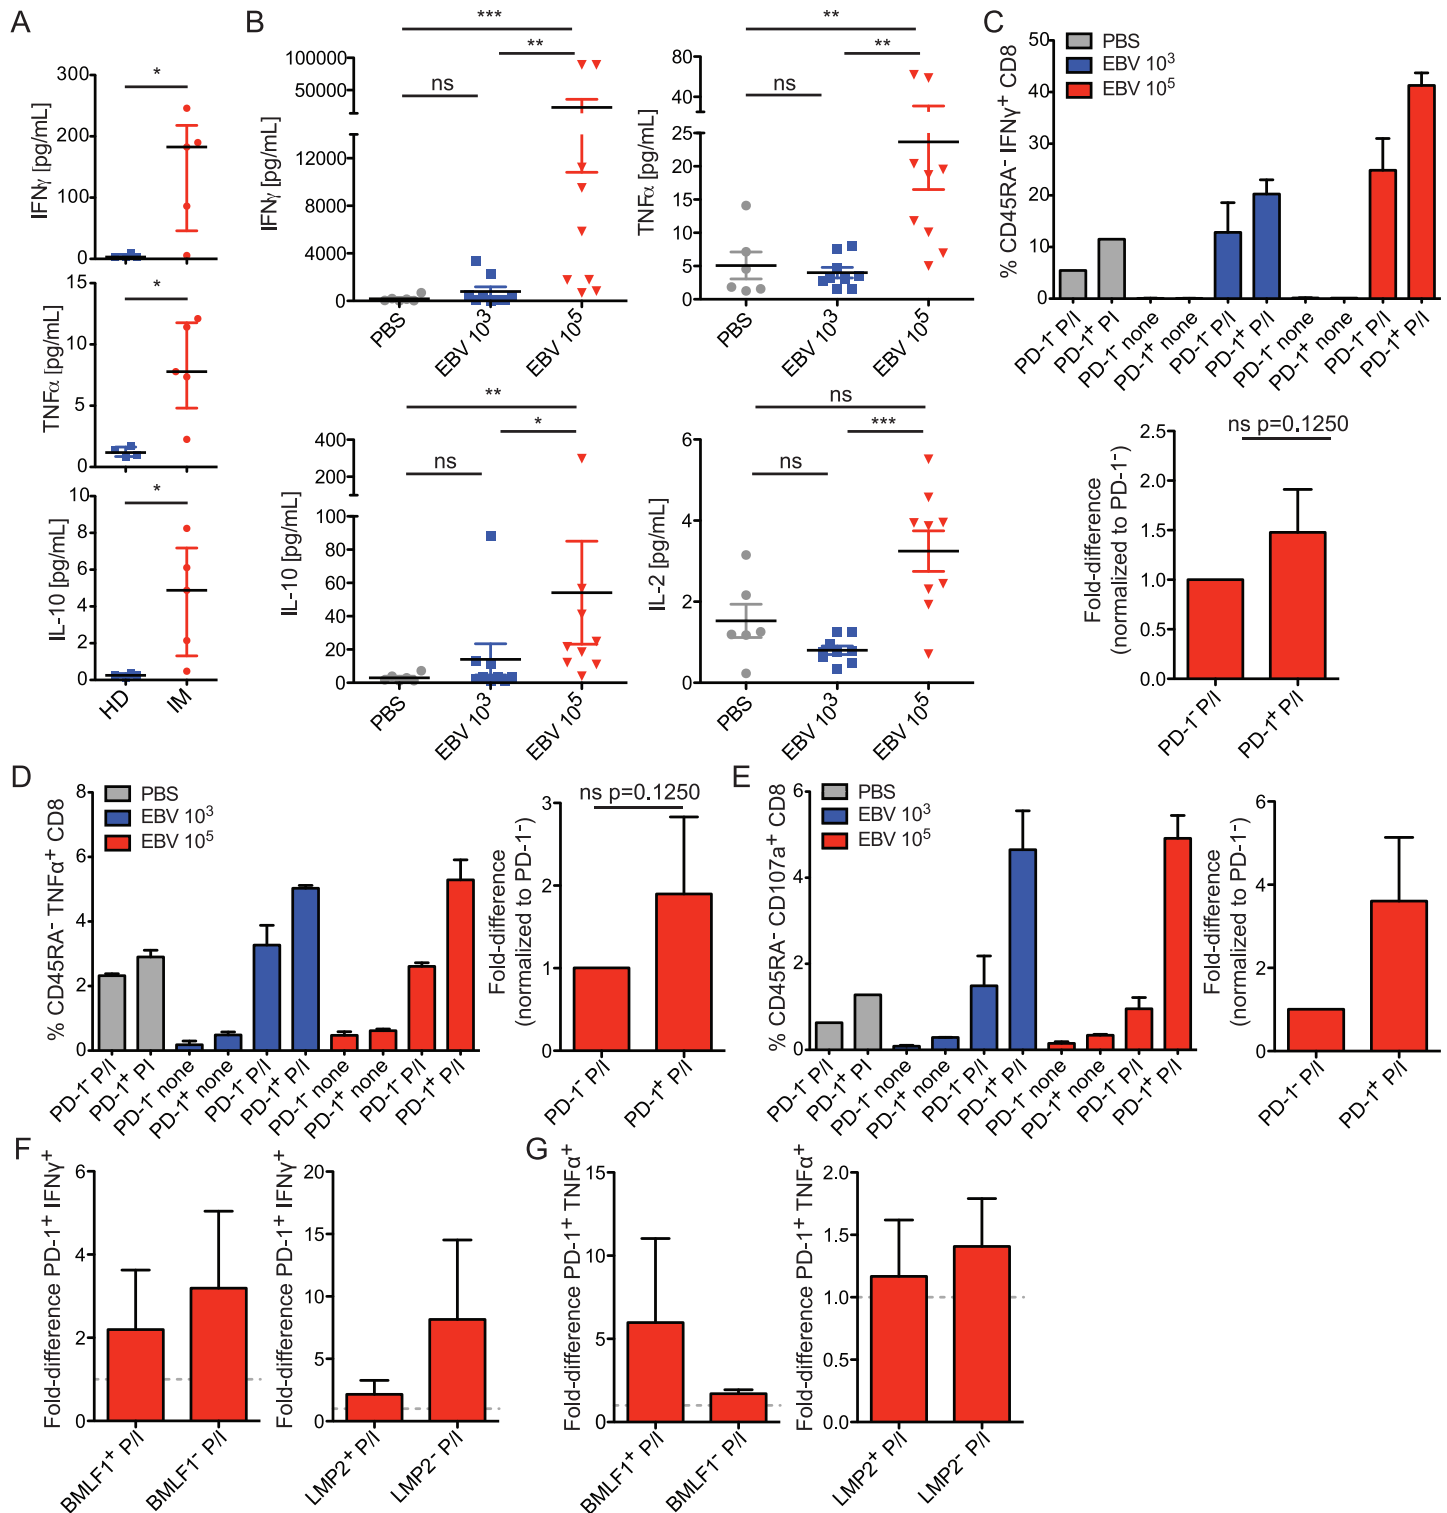 A
IFNγ [pg/mL]
300
200
100
0
*
TNFα [pg/mL]
15
10
5
0
*
IL-10 [pg/mL]
10
8
6
4
2
0
*
HD
IM
B
IFNγ [pg/mL]
100000
50000
12000
8000
4000
0
***
**
ns
PBS
EBV 10³
EBV 10⁵
TNFα [pg/mL]
80
40
25
20
15
10
5
0
**
**
ns
PBS
EBV 10³
EBV 10⁵
IL-10 [pg/mL]
400
200
100
80
60
40
20
0
**
*
ns
PBS
EBV 10³
EBV 10⁵
IL-2 [pg/mL]
6
4
2
0
ns
***
ns
PBS
EBV 10³
EBV 10⁵
C
% CD45RA⁻ IFNγ⁺ CD8
50
40
30
20
10
0
PBS
EBV 10³
EBV 10⁵
PD-1⁻ P/I
PD-1⁺ PI
PD-1⁻ none
PD-1⁺ none
PD-1⁻ P/I
PD-1⁺ P/I
PD-1⁻ none
PD-1⁺ none
PD-1⁻ P/I
PD-1⁺ P/I
Fold-difference
(normalized to PD-1⁻)
2.5
2.0
1.5
1.0
0.5
0.0
ns p=0.1250
PD-1⁻ P/I
PD-1⁺ P/I
D
% CD45RA⁻ TNFα⁺ CD8
8
6
4
2
0
PBS
EBV 10³
EBV 10⁵
PD-1⁻ P/I
PD-1⁺ PI
PD-1⁻ none
PD-1⁺ none
PD-1⁻ P/I
PD-1⁺ P/I
PD-1⁻ none
PD-1⁺ none
PD-1⁻ P/I
PD-1⁺ P/I
Fold-difference
(normalized to PD-1⁻)
3
2
1
0
ns p=0.1250
PD-1⁻ P/I
PD-1⁺ P/I
E
% CD45RA⁻ CD107a⁺ CD8
6
4
2
0
PBS
EBV 10³
EBV 10⁵
PD-1⁻ P/I
PD-1⁺ PI
PD-1⁻ none
PD-1⁺ none
PD-1⁻ P/I
PD-1⁺ P/I
PD-1⁻ none
PD-1⁺ none
PD-1⁻ P/I
PD-1⁺ P/I
Fold-difference
(normalized to PD-1⁻)
6
4
2
0
PD-1⁻ P/I
PD-1⁺ P/I
F
Fold-difference PD-1⁺ IFNγ⁺
6
4
2
0
BMLF1⁺ P/I
BMLF1⁻ P/I
Fold-difference PD-1⁺ IFNγ⁺
20
15
10
5
0
LMP2⁺ P/I
LMP2⁻ P/I
G
Fold-difference PD-1⁺ TNFα⁺
15
10
5
0
BMLF1⁺ P/I
BMLF1⁻ P/I
Fold-difference PD-1⁺ TNFα⁺
2.0
1.5
1.0
0.5
0.0
LMP2⁺ P/I
LMP2⁻ P/I